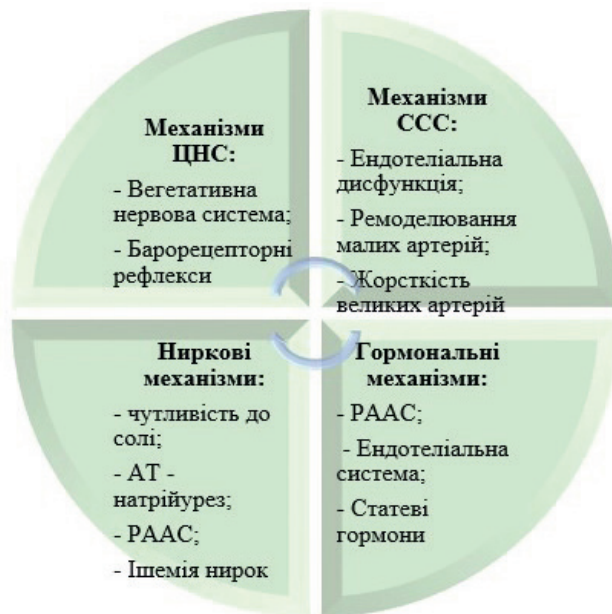 Механізми
ЦНС:
- Вегетативна
нервова система;
- Барорецепторні
рефлекси
Механізми
ССС:
- Ендотеліальна
дисфункція;
- Ремоделювання
малих артерій;
- Жорсткість
великих артерій
Ниркові
механізми:
- чутливість до
солі;
- АТ -
натрійурез;
- РААС;
- Ішемія нирок
Гормональні
механізми:
- РААС;
- Ендотеліальна
система;
- Статеві
гормони